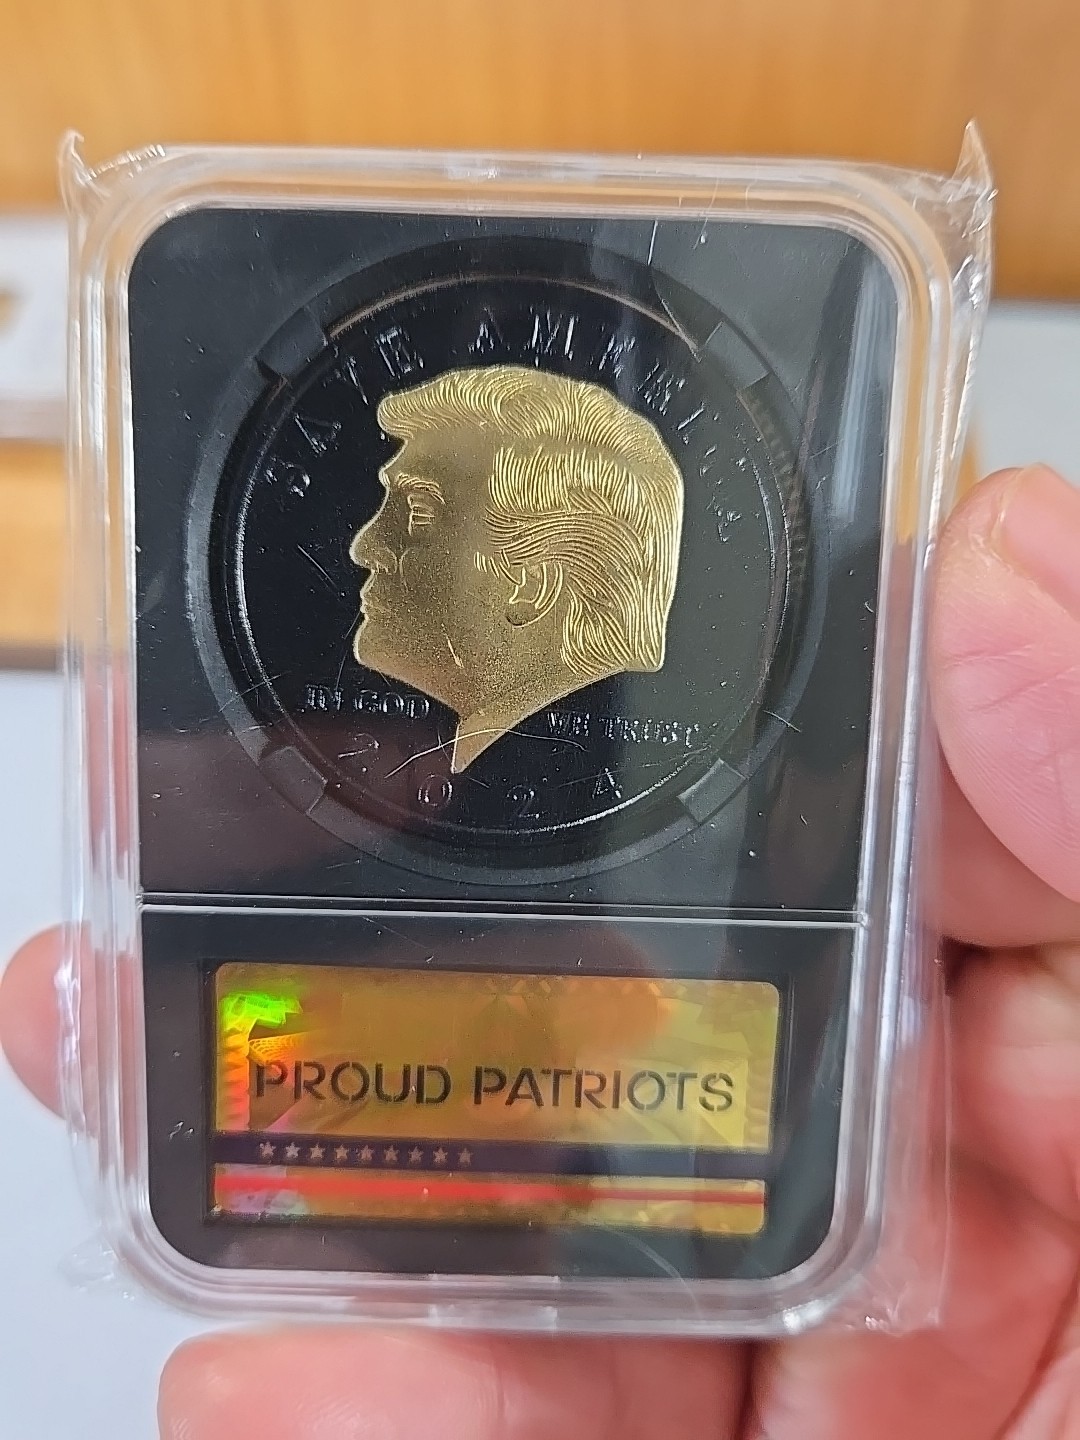 SAVE AMERICA
IN GOD WE TRUST
2024
PROUD PATRIOTS